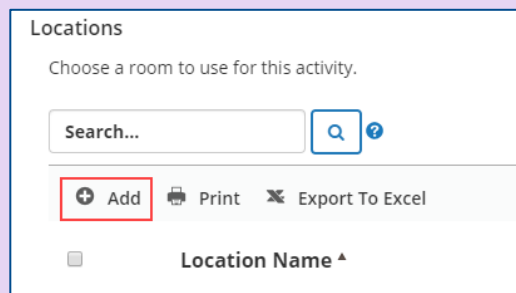 Locations
Choose a room to use for this activity.
Search...
Add Print Export To Excel
Location Name